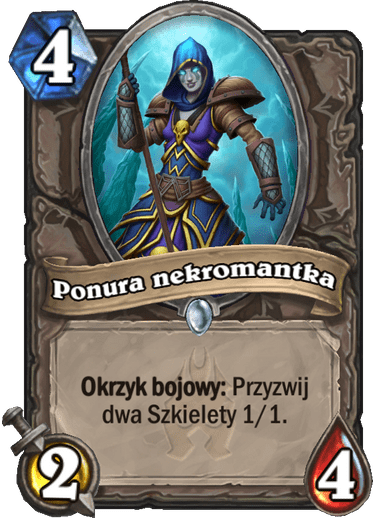 4
Ponura nekromantka
Okrzyk bojowy: Przyzwij
dwa Szkielety 1/1.
2
4